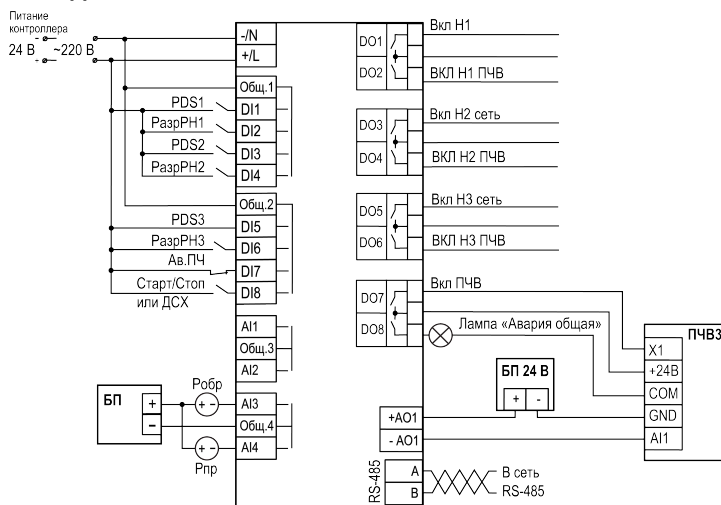 Питание
контроллера
24 В ~220 В
-/N
+/L
Общ.1
PDS1 DI1
РазрРН1 DI2
PDS2 DI3
РазрРН2 DI4
Общ.2
PDS3 DI5
РазрРН3 DI6
Ав.ПЧ DI7
Старт/Стоп DI8
или ДСХ
AI1
Общ.3
AI2
БП + − Робр + - AI3
Общ.4
+ - AI4
Рпр
DO1 Вкл Н1
DO2 ВКЛ Н1 ПЧВ
DO3 Вкл Н2 сеть
DO4 ВКЛ Н2 ПЧВ
DO5 Вкл Н3 сеть
DO6 ВКЛ Н3 ПЧВ
DO7 Вкл ПЧВ
DO8 Лампа «Авария общая»
БП 24 В
+ -
+AO1
- AO1
ПЧВ3
X1
+24В
COM
GND
AI1
RS-485
A В сеть
B RS-485